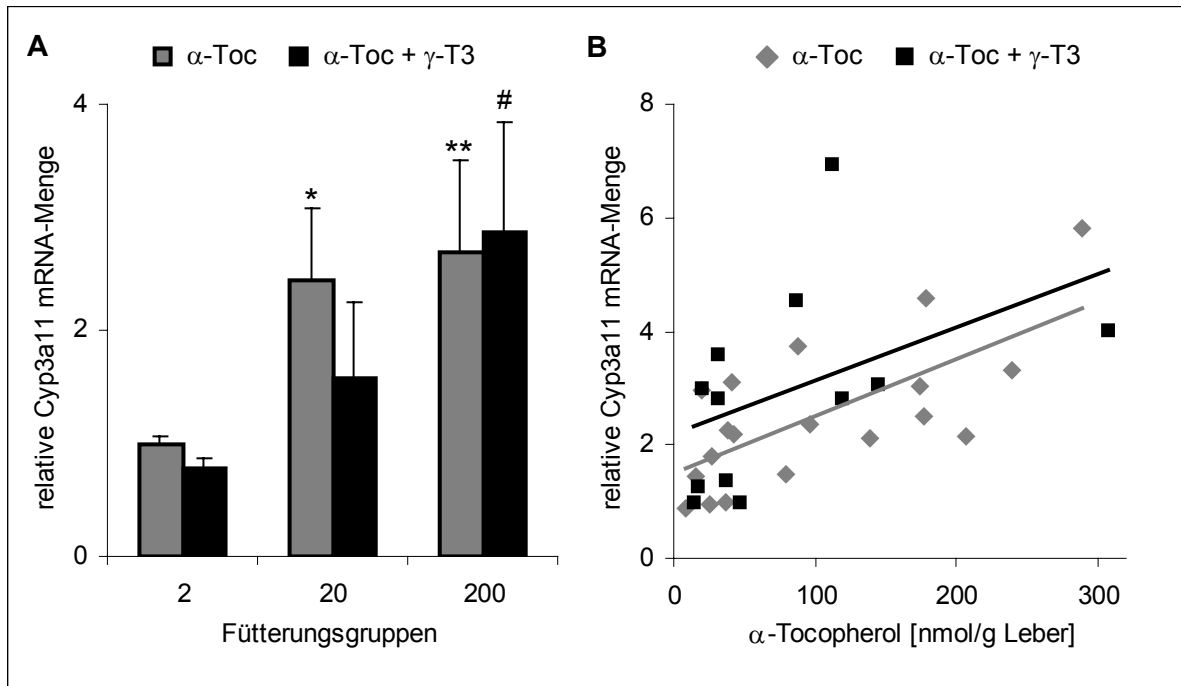 A
α-Toc
α-Toc + γ-T3
relative Cyp3a11 mRNA-Menge
4
2
0
*
**
#
2
20
200
Fütterungsgruppen
B
α-Toc
α-Toc + γ-T3
relative Cyp3a11 mRNA-Menge
8
6
4
2
0
0
100
200
300
α-Tocopherol [nmol/g Leber]